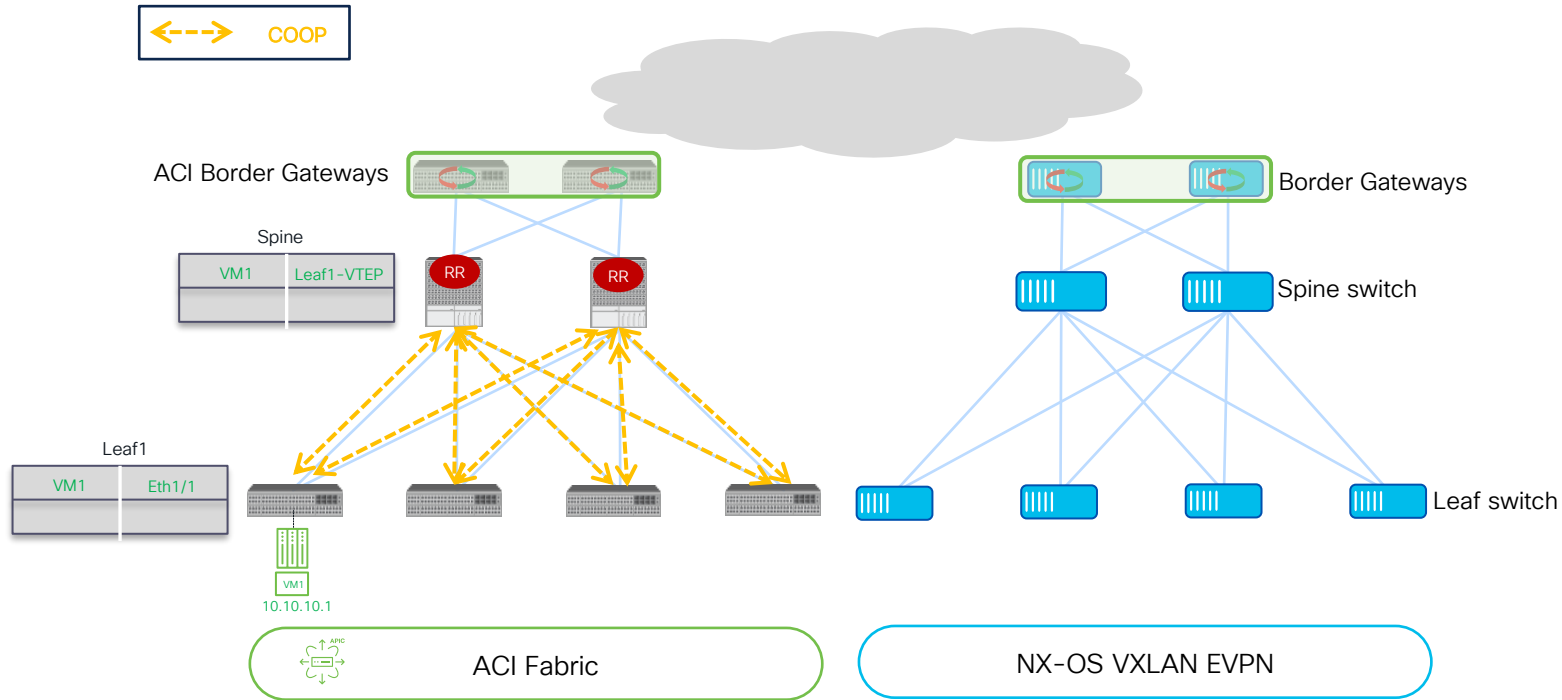 COOP
ACI Border Gateways
Border Gateways
Spine
VM1 Leaf1-VTEP
RR
RR
Spine switch
Leaf1
VM1 Eth1/1
Leaf switch
VM1
10.10.10.1
APIC
ACI Fabric
NX-OS VXLAN EVPN